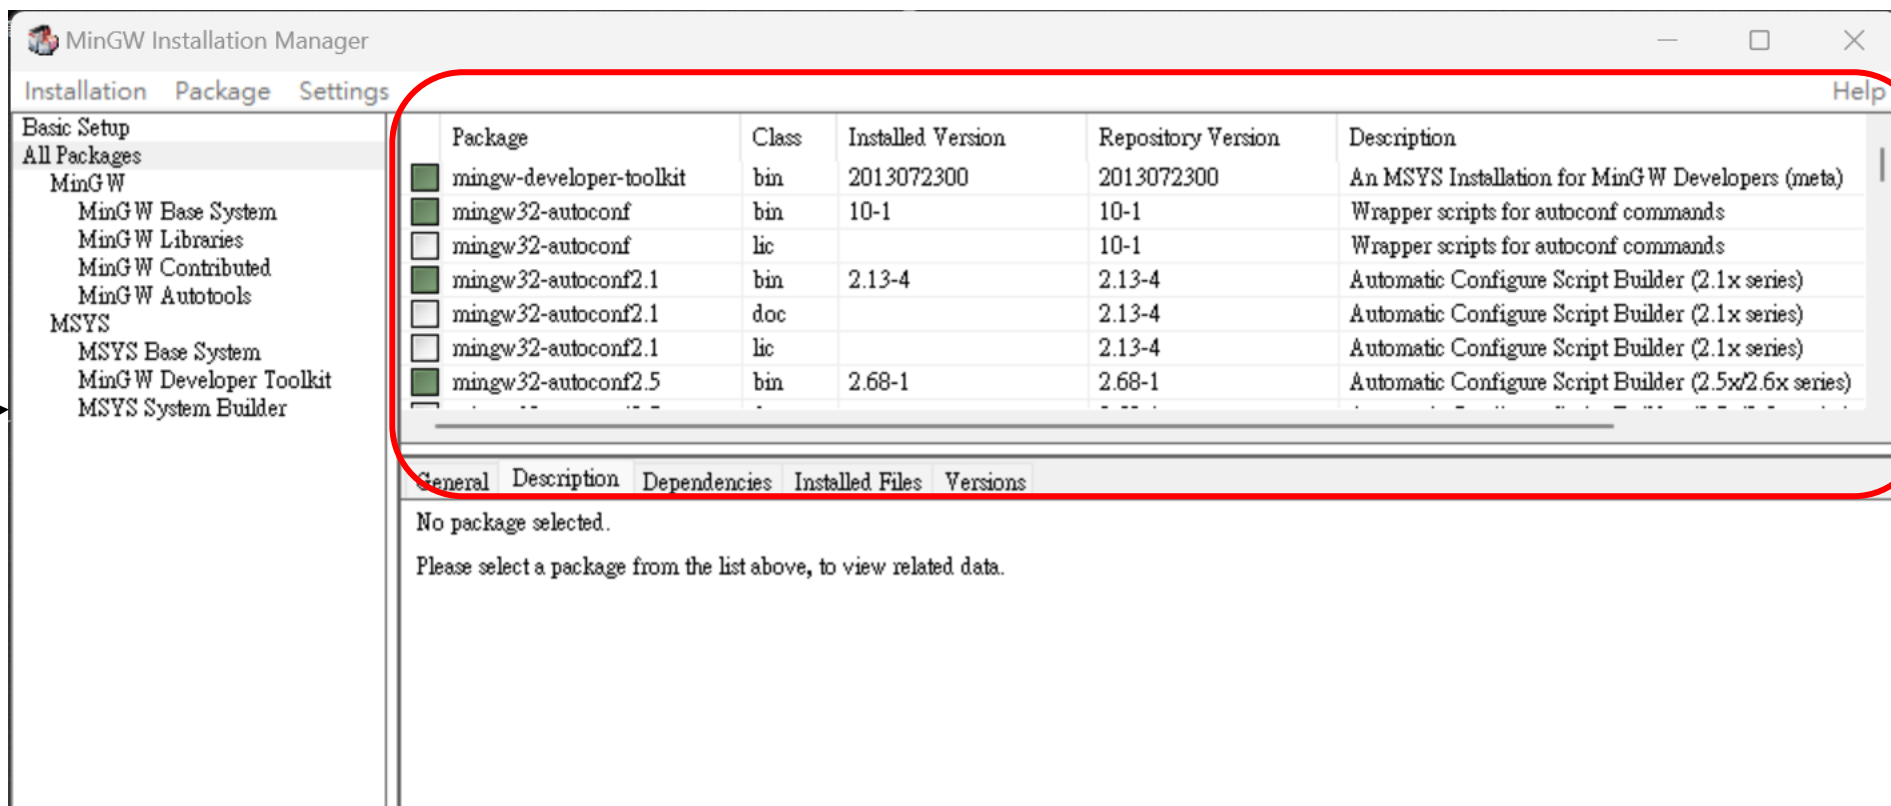 MinGW Installation Manager
Installation Package Settings Help
Basic Setup
All Packages
MinGW
MinGW Base System
MinGW Libraries
MinGW Contributed
MinGW Autotools
MSYS
MSYS Base System
MinGW Developer Toolkit
MSYS System Builder
Package Class Installed Version Repository Version Description
mingw-developer-toolkit bin 2013072300 2013072300 An MSYS Installation for MinGW Developers (meta)
mingw32-autoconf bin 10-1 10-1 Wrapper scripts for autoconf commands
mingw32-autoconf lic 10-1 Wrapper scripts for autoconf commands
mingw32-autoconf2.1 bin 2.13-4 2.13-4 Automatic Configure Script Builder (2.1x series)
mingw32-autoconf2.1 doc 2.13-4 Automatic Configure Script Builder (2.1x series)
mingw32-autoconf2.1 lic 2.13-4 Automatic Configure Script Builder (2.1x series)
mingw32-autoconf2.5 bin 2.68-1 2.68-1 Automatic Configure Script Builder (2.5x/2.6x series)
General Description Dependencies Installed Files Versions
No package selected.
Please select a package from the list above, to view related data.